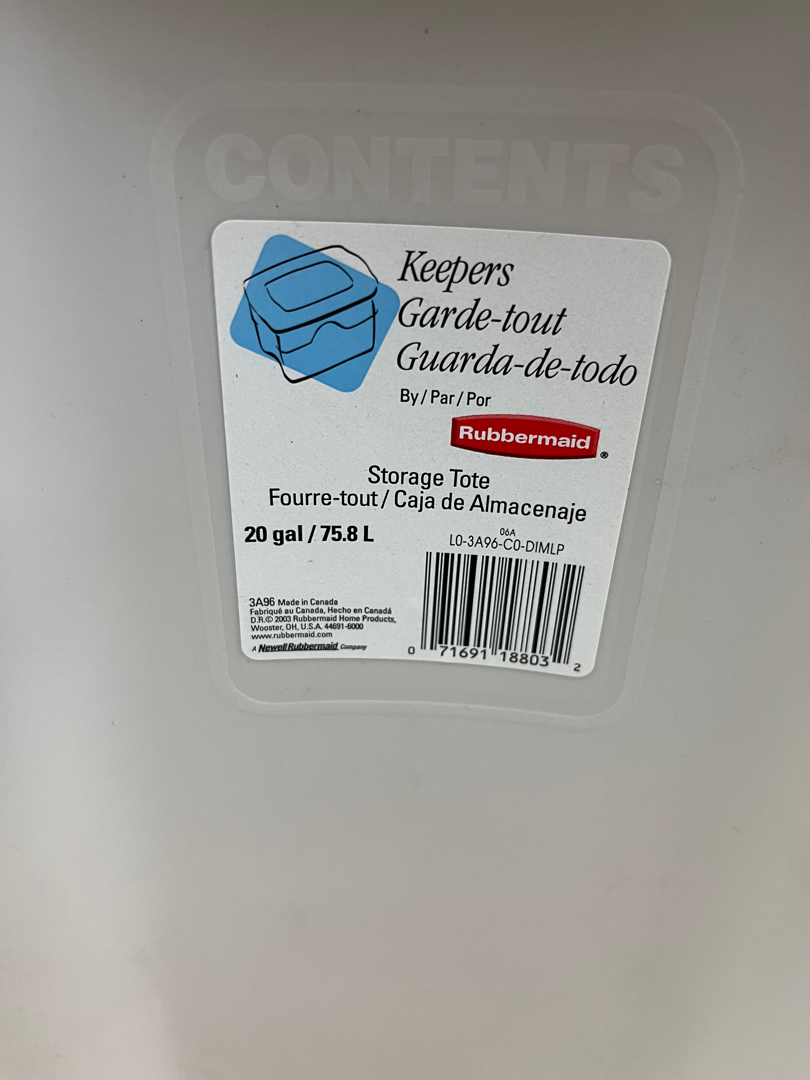 CONTENTS
Keepers
Garde-tout
Guarda-de-todo
By / Par / Por
Rubbermaid ®
Storage Tote
Fourre-tout / Caja de Almacenaje
20 gal / 75.8 L
06A
L0-3A96-C0-DIMLP
3A96 Made in Canada
Fabriqué au Canada, Hecho en Canadá
D.R.© 2003 Rubbermaid Home Products,
Wooster, OH, U.S.A. 44691-6000
www.rubbermaid.com
A Newell Rubbermaid Company
0 71691 18803 2